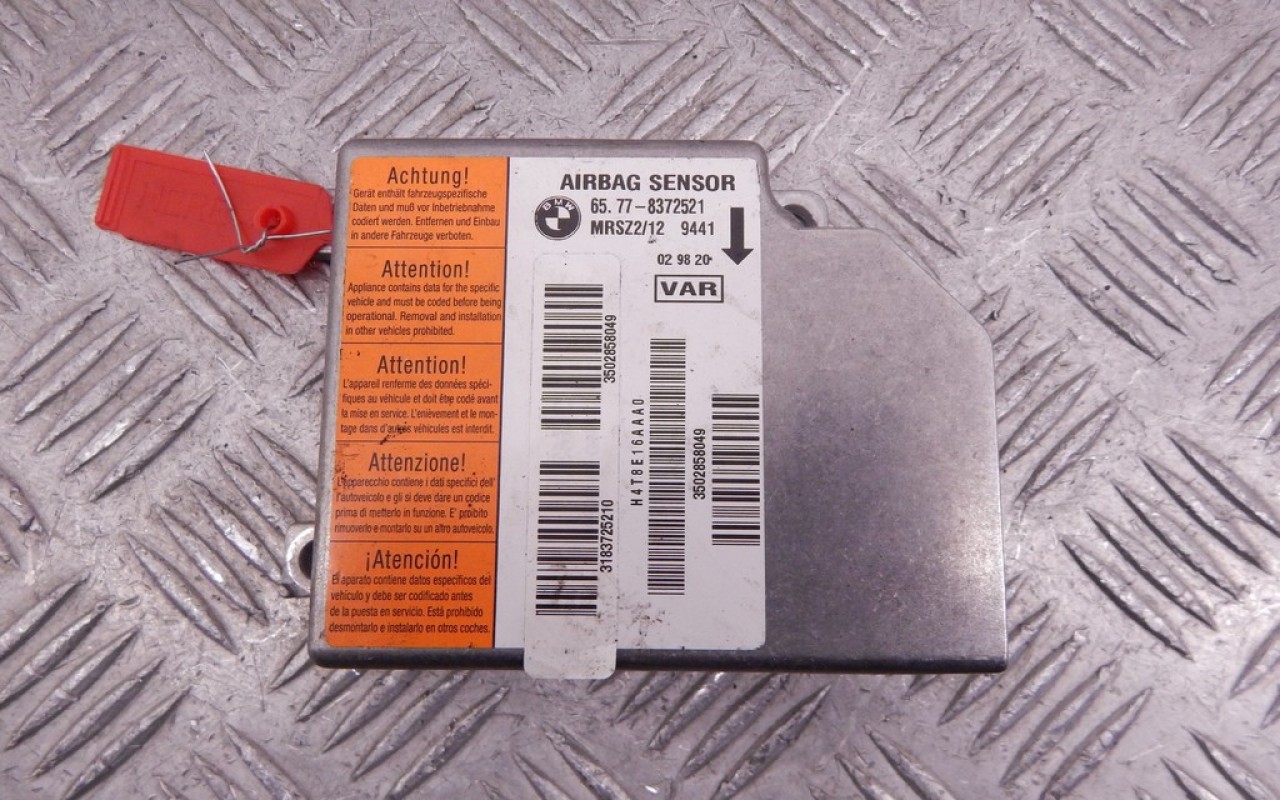 Achtung!
Gerät enthält fahrzeugspezifische
Daten und muß vor Inbetriebnahme
codiert werden. Entfernen und Einbau
in andere Fahrzeuge verboten.
Attention!
Appliance contains data for the specific
vehicle and must be coded before being
operational. Removal and installation
in other vehicles prohibited.
Attention!
L'appareil renferme des données spéci-
fiques au véhicule et doit être codé avant
la mise en service. L'enièvement et le mon-
tage dans d'autres véhicules est interdit.
Attenzione!
L'apparecchio contiene i dati specifici dell'
l'autoveicolo e gli si deve dare un codice
prima di metterlo in funzione. E' proibito
rimuoverlo e montarlo su un altro autoveicolo.
¡Atención!
El aparato contiene datos especificos del
vehículo y debe ser codificado antes
de la puesta en servicio. Está prohibido
desmontarlo e instalarlo en otros coches.
AIRBAG SENSOR
BMW
65. 77-8372521
MRSZ2/12 9441
02 98 20
VAR
3502858049
3183725210
H4T8E16AAA0
3502858049